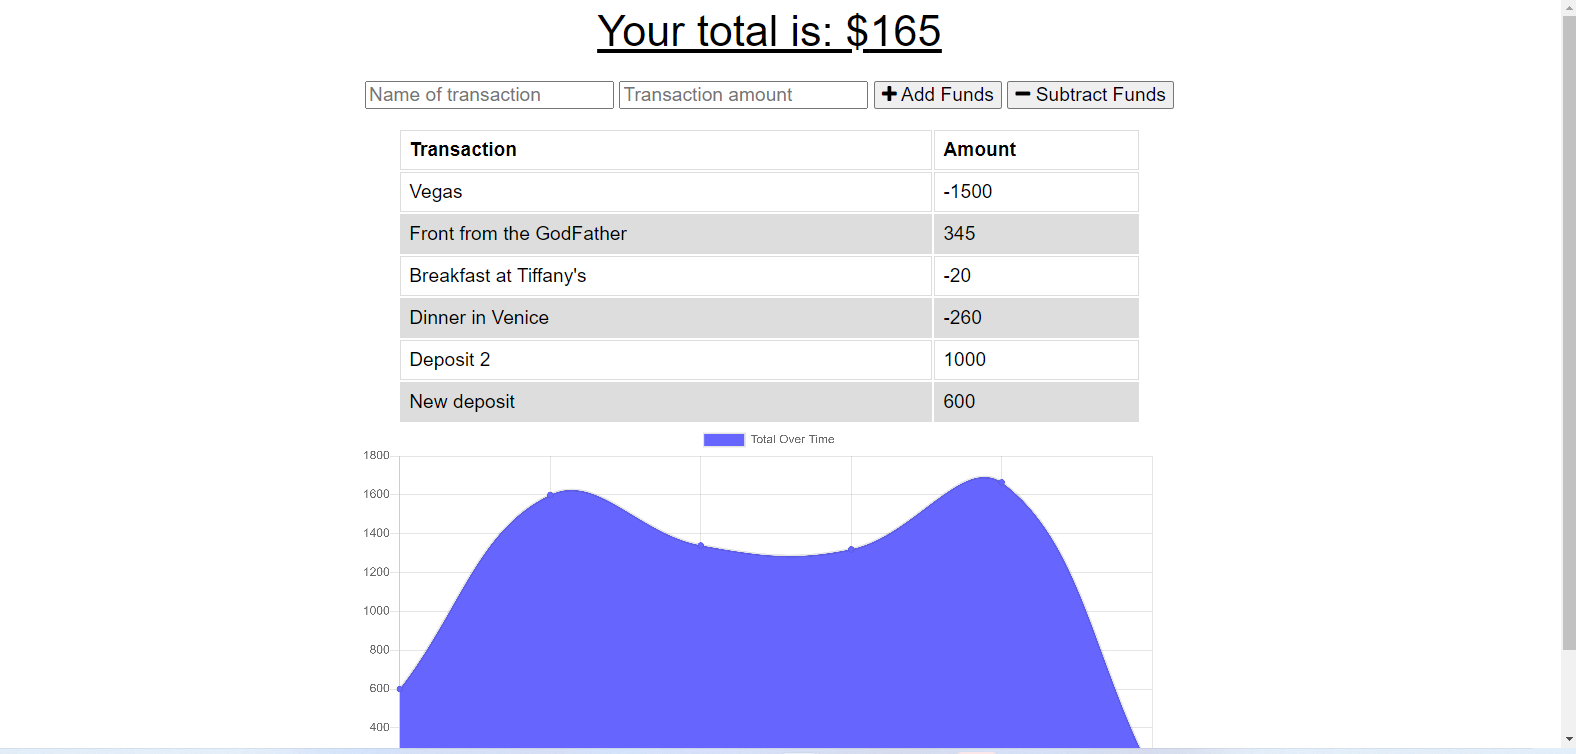 Your total is: $165
Name of transaction Transaction amount Add Funds Subtract Funds
Transaction Amount
Vegas -1500
Front from the GodFather 345
Breakfast at Tiffany's -20
Dinner in Venice -260
Deposit 2 1000
New deposit 600
Total Over Time
1800
1600
1400
1200
1000
800
600
400